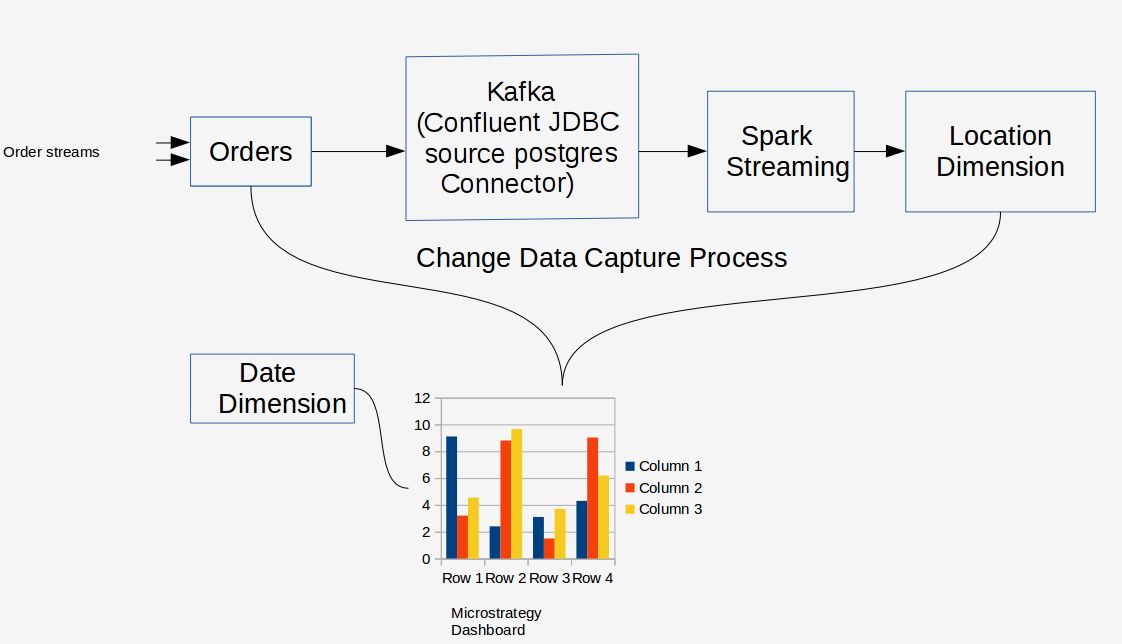 Order streams
Orders
Kafka
(Confluent JDBC
source postgres
Connector)
Spark
Streaming
Location
Dimension
Change Data Capture Process
Date
Dimension
12
10
8
6
4
2
0
Row 1 Row 2 Row 3 Row 4
Column 1
Column 2
Column 3
Microstrategy
Dashboard